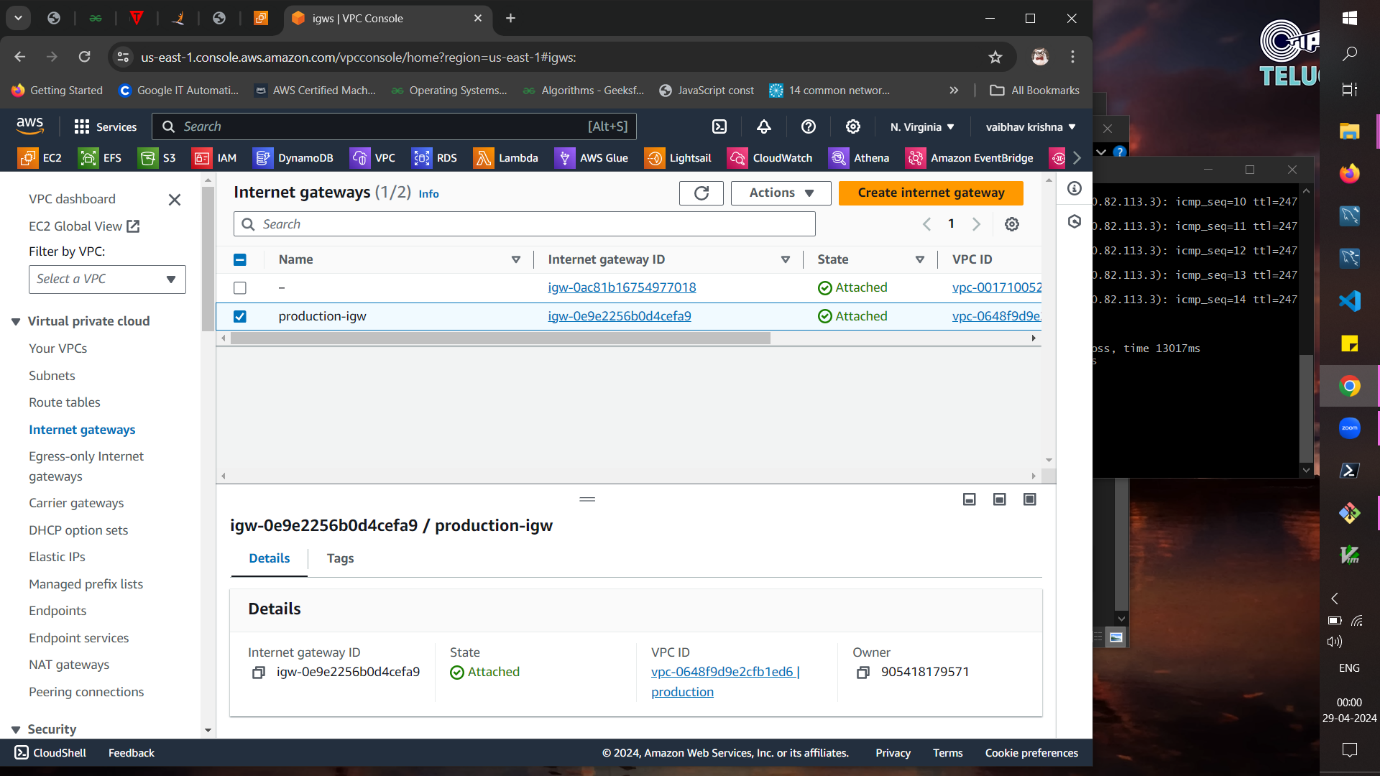 igws | VPC Console
us-east-1.console.aws.amazon.com/vpcconsole/home?region=us-east-1#igws:
Getting Started
Google IT Automati...
AWS Certified Mach...
Operating Systems...
Algorithms - Geeksf...
JavaScript const
14 common networ...
All Bookmarks
aws
Services
Search
[Alt+S]
N. Virginia
vaibhav krishna
EC2
EFS
S3
IAM
DynamoDB
VPC
RDS
Lambda
AWS Glue
Lightsail
CloudWatch
Athena
Amazon EventBridge
VPC dashboard
EC2 Global View
Filter by VPC:
Select a VPC
Virtual private cloud
Your VPCs
Subnets
Route tables
Internet gateways
Egress-only Internet
gateways
Carrier gateways
DHCP option sets
Elastic IPs
Managed prefix lists
Endpoints
Endpoint services
NAT gateways
Peering connections
Security
Internet gateways (1/2) Info
Actions
Create internet gateway
Search
1
Name
Internet gateway ID
State
VPC ID
–
igw-0ac81b16754977018
Attached
vpc-001710052
production-igw
igw-0e9e2256b0d4cefa9
Attached
vpc-0648f9d9e
igw-0e9e2256b0d4cefa9 / production-igw
Details
Tags
Details
Internet gateway ID
igw-0e9e2256b0d4cefa9
State
Attached
VPC ID
vpc-0648f9d9e2cfb1ed6 |
production
Owner
905418179571
CloudShell
Feedback
© 2024, Amazon Web Services, Inc. or its affiliates.
Privacy
Terms
Cookie preferences
0.82.113.3): icmp_seq=10 ttl=247
0.82.113.3): icmp_seq=11 ttl=247
0.82.113.3): icmp_seq=12 ttl=247
0.82.113.3): icmp_seq=13 ttl=247
0.82.113.3): icmp_seq=14 ttl=247
oss, time 13017ms
s
TELU
zoom
Vim
ENG
00:00
29-04-2024